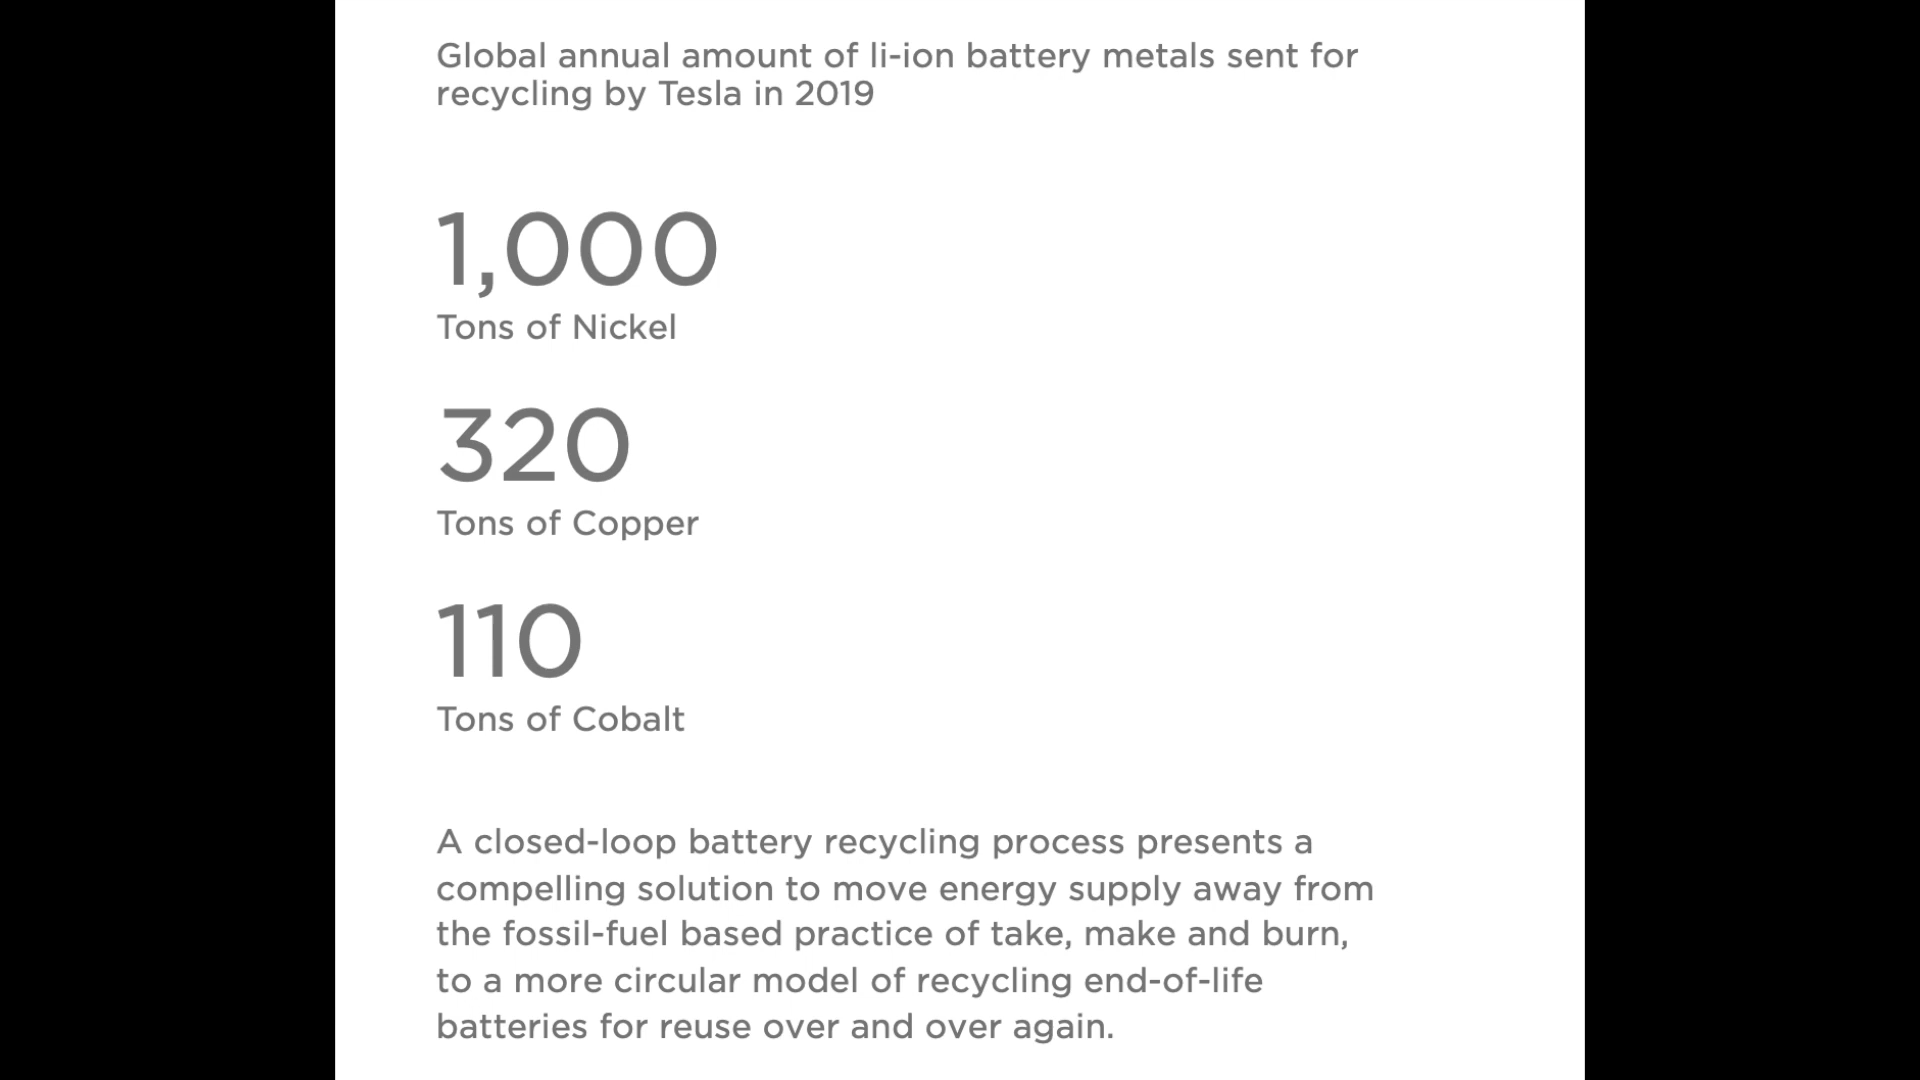 Global annual amount of li-ion battery metals sent for
recycling by Tesla in 2019
1,000
Tons of Nickel
320
Tons of Copper
110
Tons of Cobalt
A closed-loop battery recycling process presents a
compelling solution to move energy supply away from
the fossil-fuel based practice of take, make and burn,
to a more circular model of recycling end-of-life
batteries for reuse over and over again.